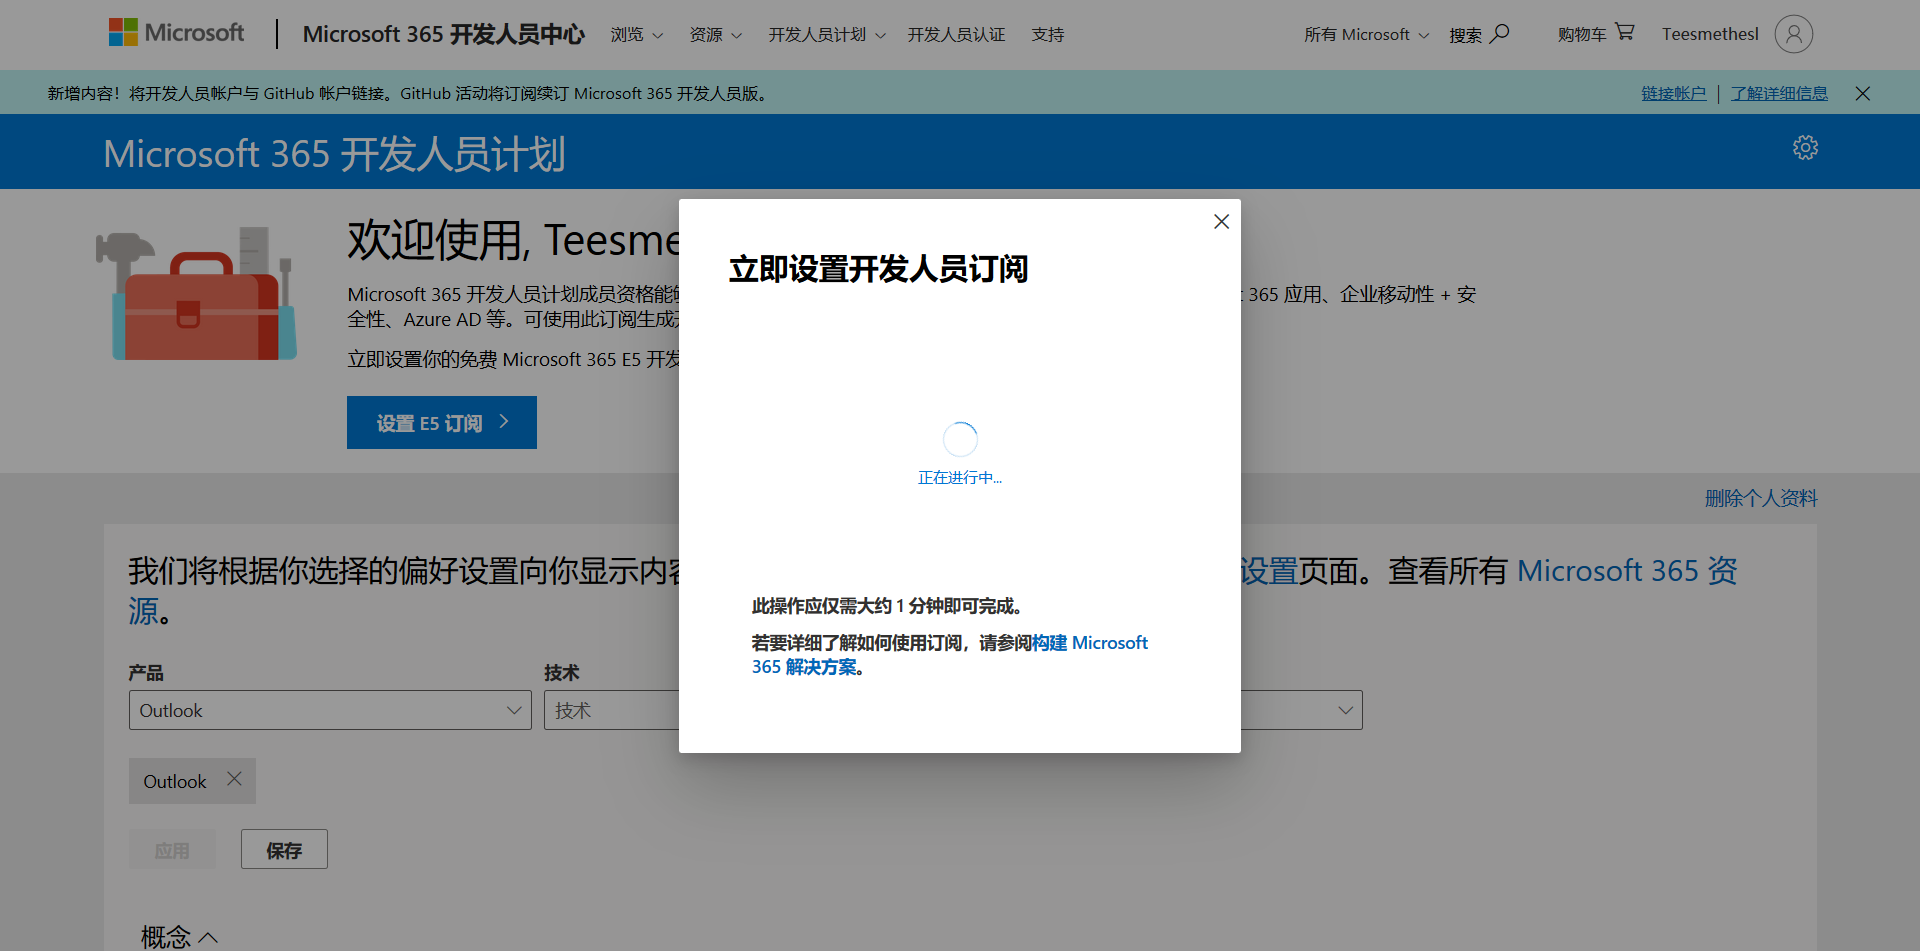 Microsoft
Microsoft 365 开发人员中心
浏览
资源
开发人员计划
开发人员认证
支持
所有 Microsoft
搜索
购物车
Teesmethesl
新增内容！将开发人员帐户与 GitHub 帐户链接。GitHub 活动将订阅续订 Microsoft 365 开发人员版。
链接帐户
了解详细信息
Microsoft 365 开发人员计划
欢迎使用, Teesme
Microsoft 365 开发人员计划成员资格能
365 应用、企业移动性 + 安
全性、Azure AD 等。可使用此订阅生成
立即设置你的免费 Microsoft 365 E5 开发
设置 E5 订阅
立即设置开发人员订阅
正在进行中...
此操作应仅需大约 1 分钟即可完成。
若要详细了解如何使用订阅，请参阅构建 Microsoft
365 解决方案。
删除个人资料
我们将根据你选择的偏好设置向你显示内容
设置页面。查看所有 Microsoft 365 资
源。
产品
技术
Outlook
技术
Outlook
应用
保存
概念